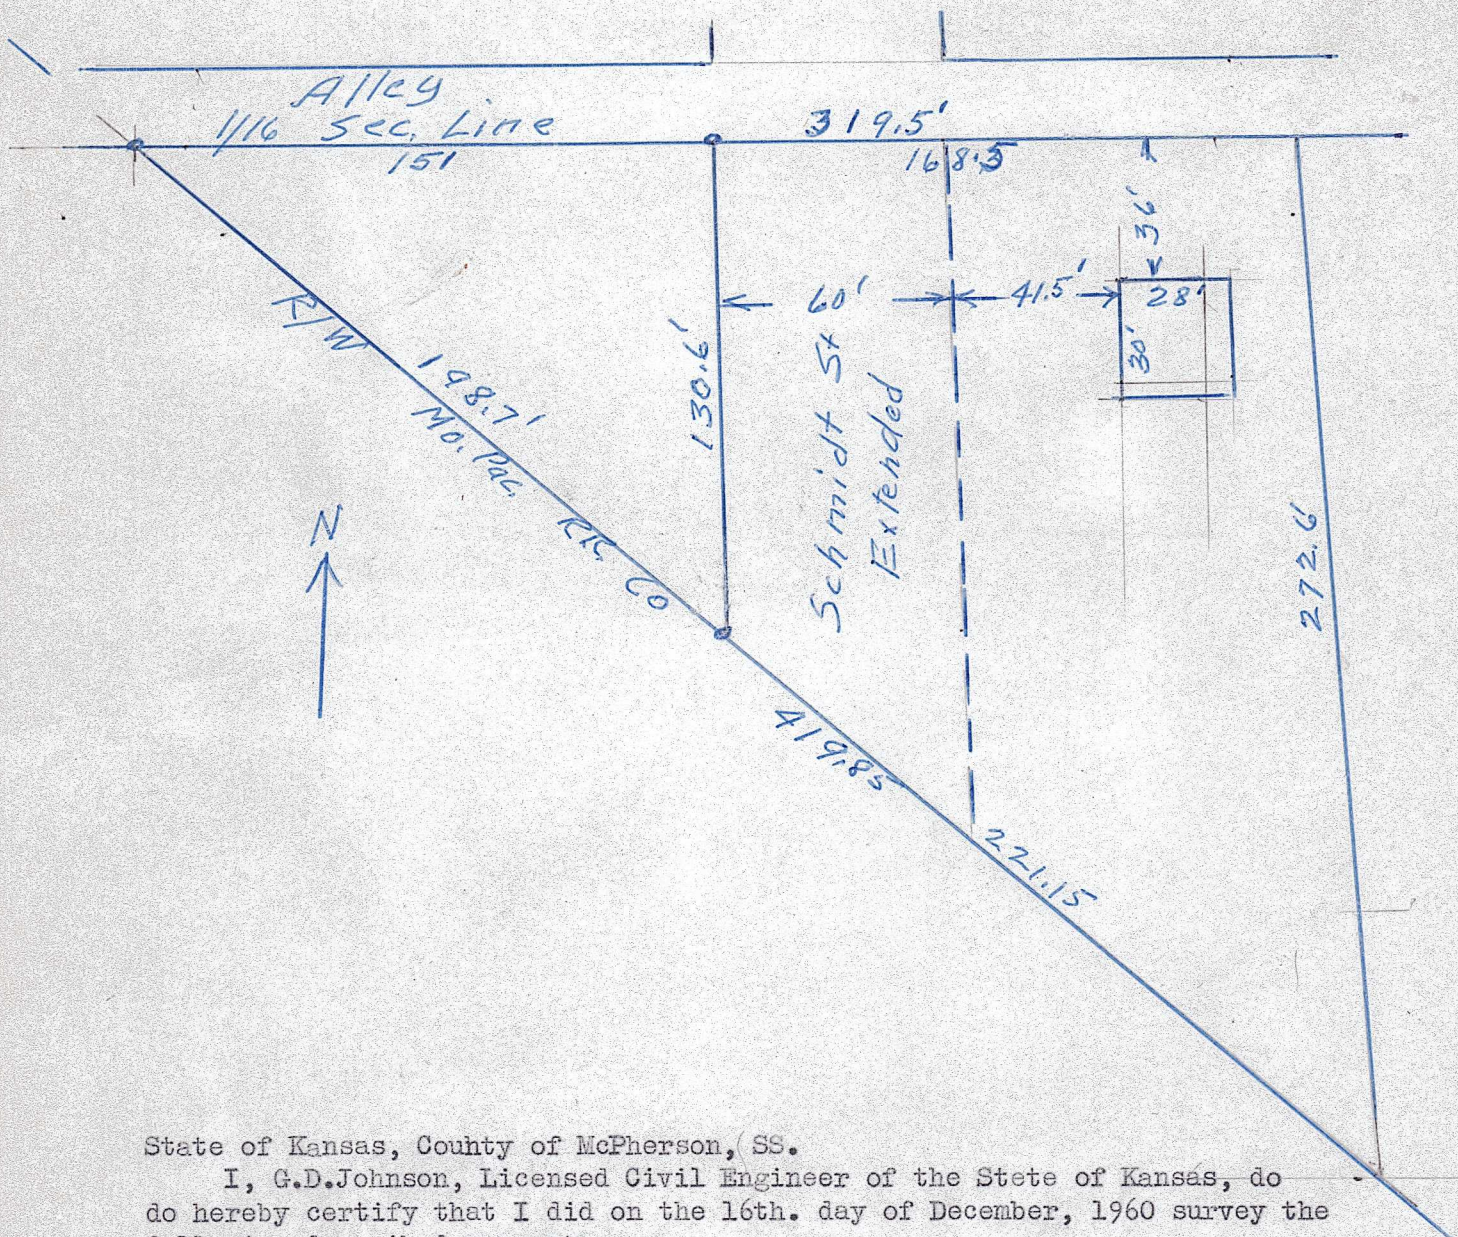 Alley
1/16 Sec. Line
319.5'
151
168.5
36'
60'
41.5'
28'
30'
R/W
198.7'
130.6'
Schmidt St
Extended
Mo. Pac.
RR. Co
N
272.6'
419.85
221.15
State of Kansas, Couhty of McPherson, SS.
I, G.D.Johnson, Licensed Civil Engineer of the Stete of Kansas, do
do hereby certify that I did on the 16th. day of December, 1960 survey the